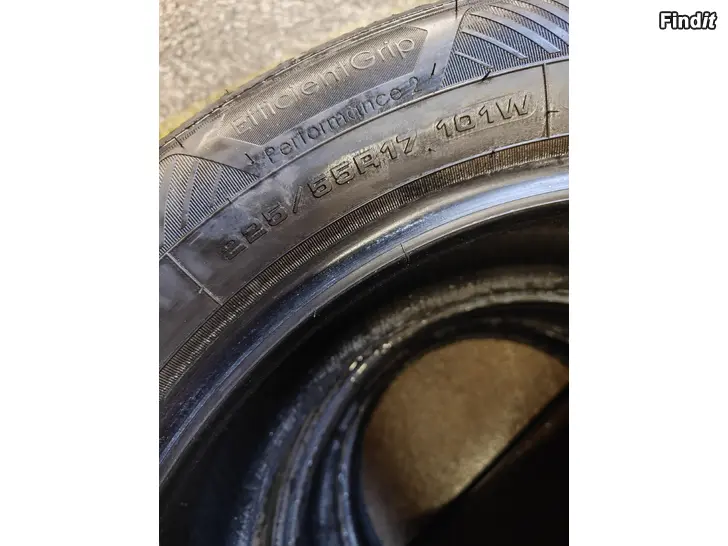 Findit
EfficientGrip
Performance 2
225/55R17 101W